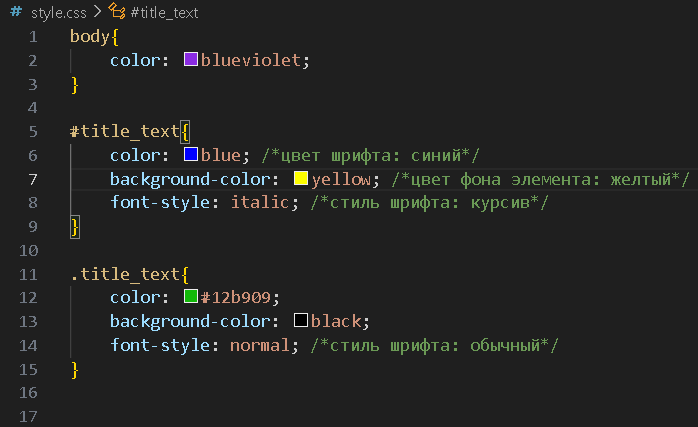 # style.css > #title_text
1 body{
2 color: blueviolet;
3 }
4
5 #title_text{
6 color: blue; /*цвет шрифта: синий*/
7 background-color: yellow; /*цвет фона элемента: желтый*/
8 font-style: italic; /*стиль шрифта: курсив*/
9 }
10
11 .title_text{
12 color: #12b909;
13 background-color: black;
14 font-style: normal; /*стиль шрифта: обычный*/
15 }
16
17